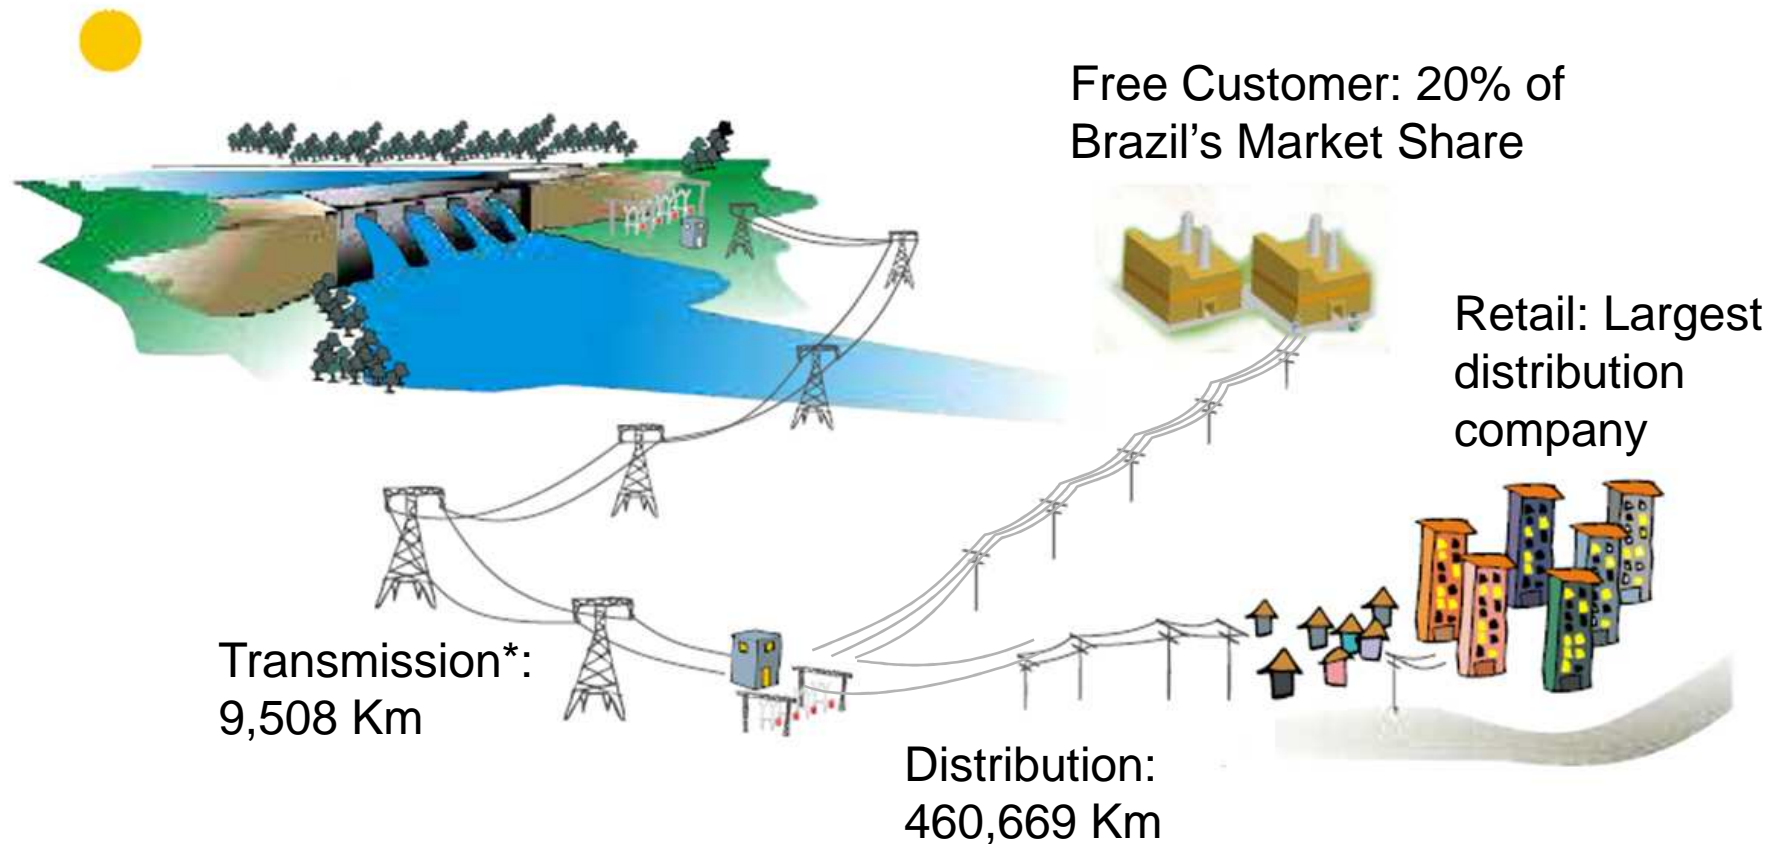 Free Customer: 20% of
Brazil’s Market Share
Retail: Largest
distribution
company
Transmission*:
9,508 Km
Distribution:
460,669 Km